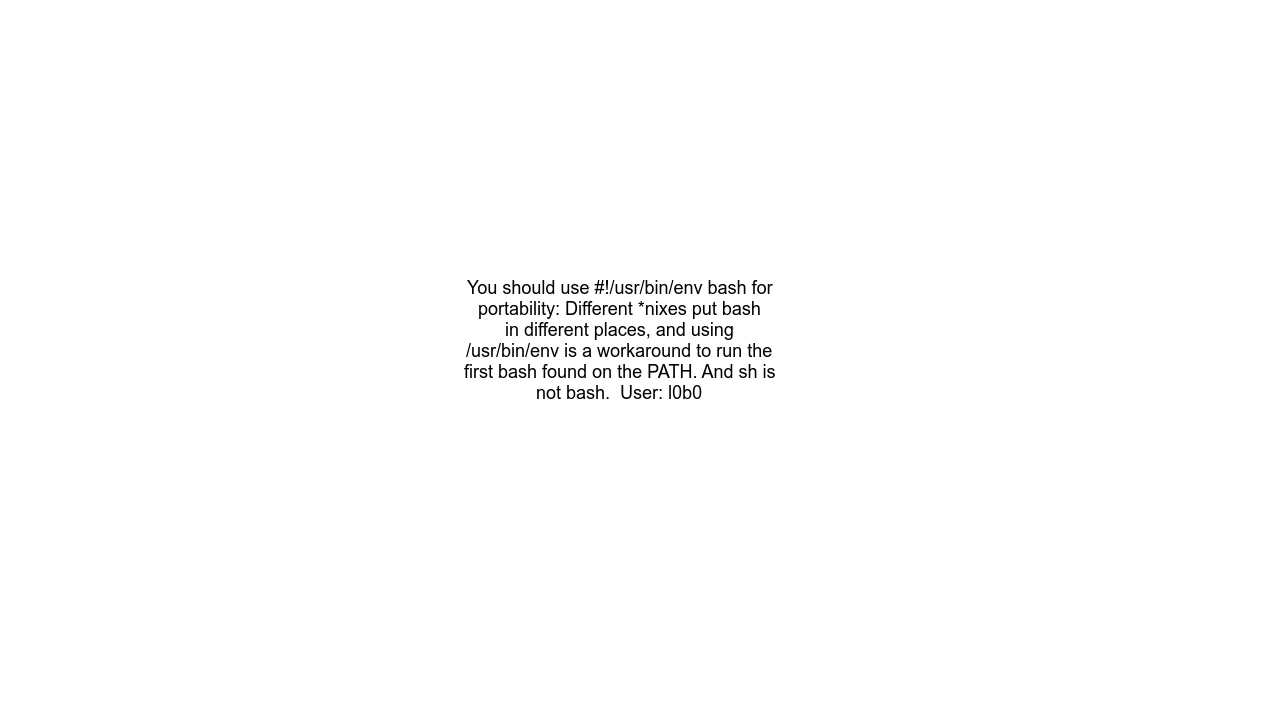 You should use #!/usr/bin/env bash for
portability: Different *nixes put bash
in different places, and using
/usr/bin/env is a workaround to run the
first bash found on the PATH. And sh is
not bash.  User: l0b0